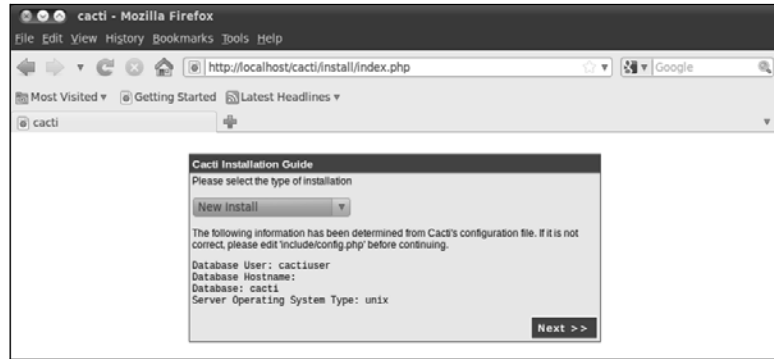 cacti - Mozilla Firefox
File Edit View History Bookmarks Tools Help
http://localhost/cacti/install/index.php
Google
Most Visited Getting Started Latest Headlines
cacti
Cacti Installation Guide
Please select the type of installation
New Install
The following information has been determined from Cacti's configuration file. If it is not
correct, please edit 'include/config.php' before continuing.
Database User: cactiuser
Database Hostname:
Database: cacti
Server Operating System Type: unix
Next >>